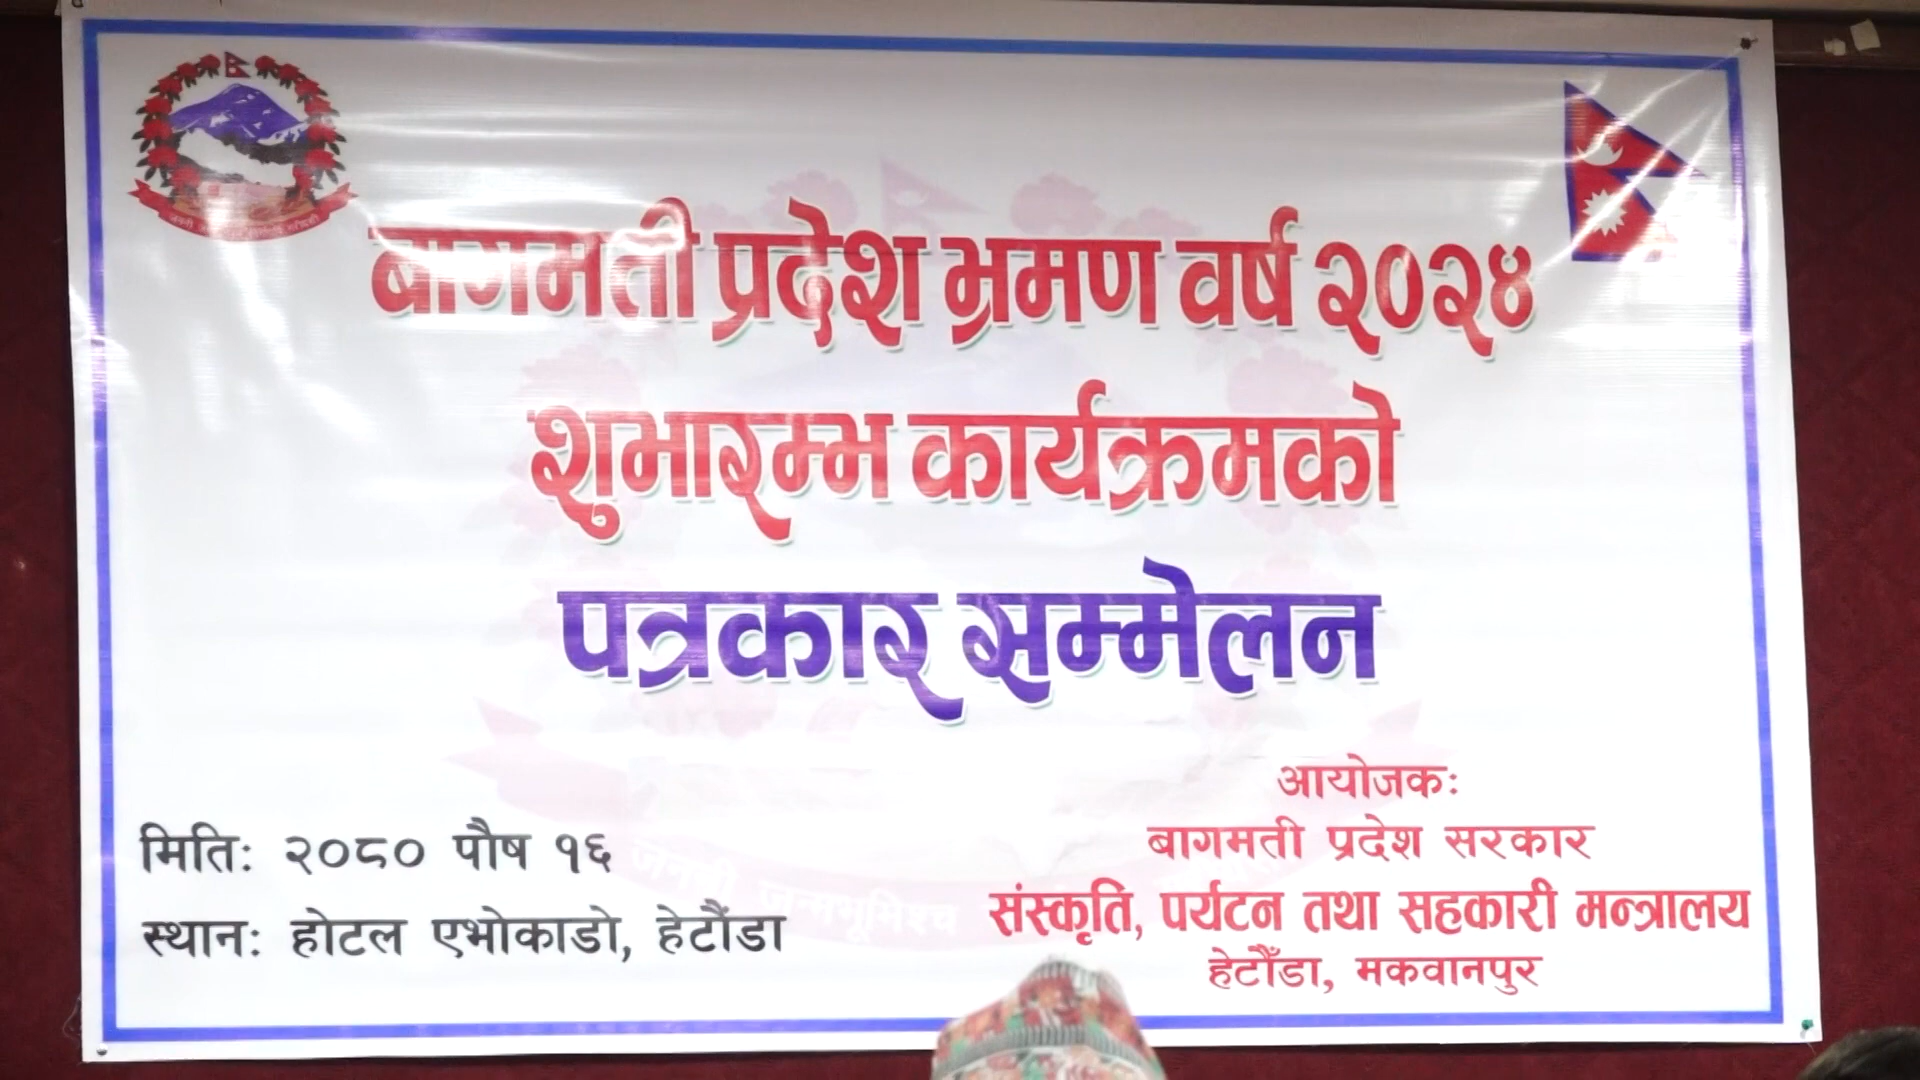 बागमती प्रदेश भ्रमण वर्ष २०२४
शुभारम्भ कार्यक्रमको
पत्रकार सम्मेलन
मिति: २०८० पौष १६
स्थान: होटल एभोकाडो, हेटौंडा
आयोजक:
बागमती प्रदेश सरकार
संस्कृति, पर्यटन तथा सहकारी मन्त्रालय
हेटौंडा, मकवानपुर